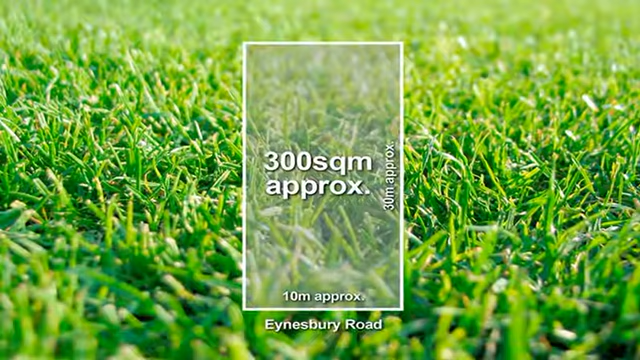 300sqm
approx.
30m approx.
10m approx.
Eynesbury Road